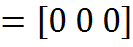 = [0 0 0]